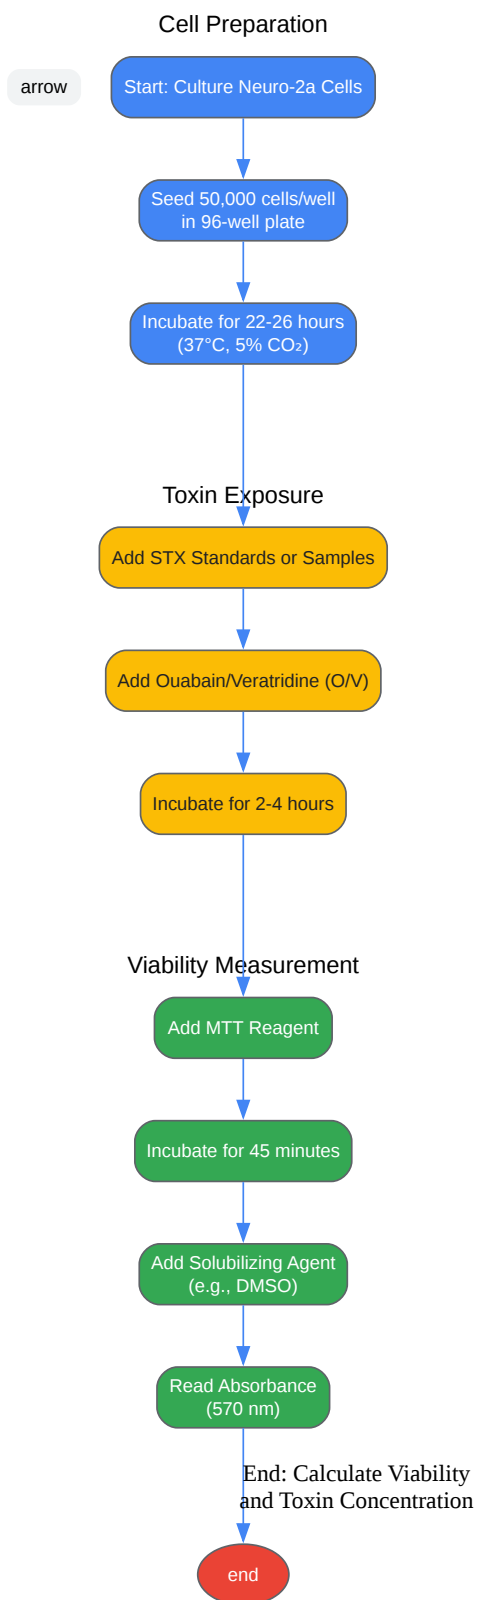 Cell Preparation
arrow
Start: Culture Neuro-2a Cells
Seed 50,000 cells/well
in 96-well plate
Incubate for 22-26 hours
(37°C, 5% CO₂)
Toxin Exposure
Add STX Standards or Samples
Add Ouabain/Veratridine (O/V)
Incubate for 2-4 hours
Viability Measurement
Add MTT Reagent
Incubate for 45 minutes
Add Solubilizing Agent
(e.g., DMSO)
Read Absorbance
(570 nm)
End: Calculate Viability
and Toxin Concentration
end